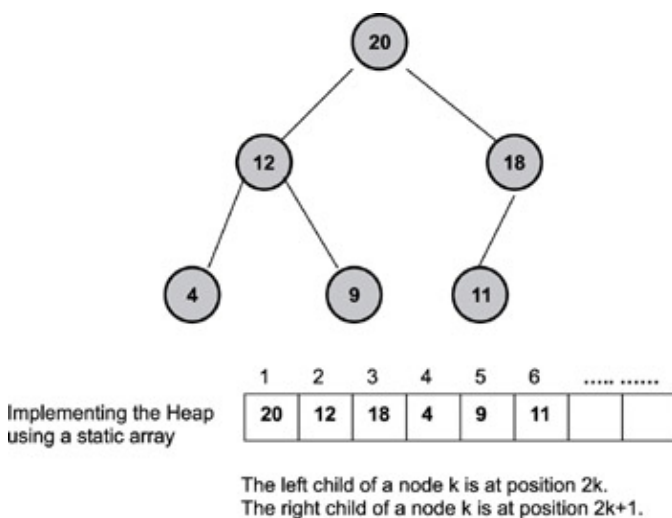 20
12 18
4 9 11
1 2 3 4 5 6 ..... ......
Implementing the Heap
using a static array
20 12 18 4 9 11
The left child of a node k is at position 2k.
The right child of a node k is at position 2k+1.